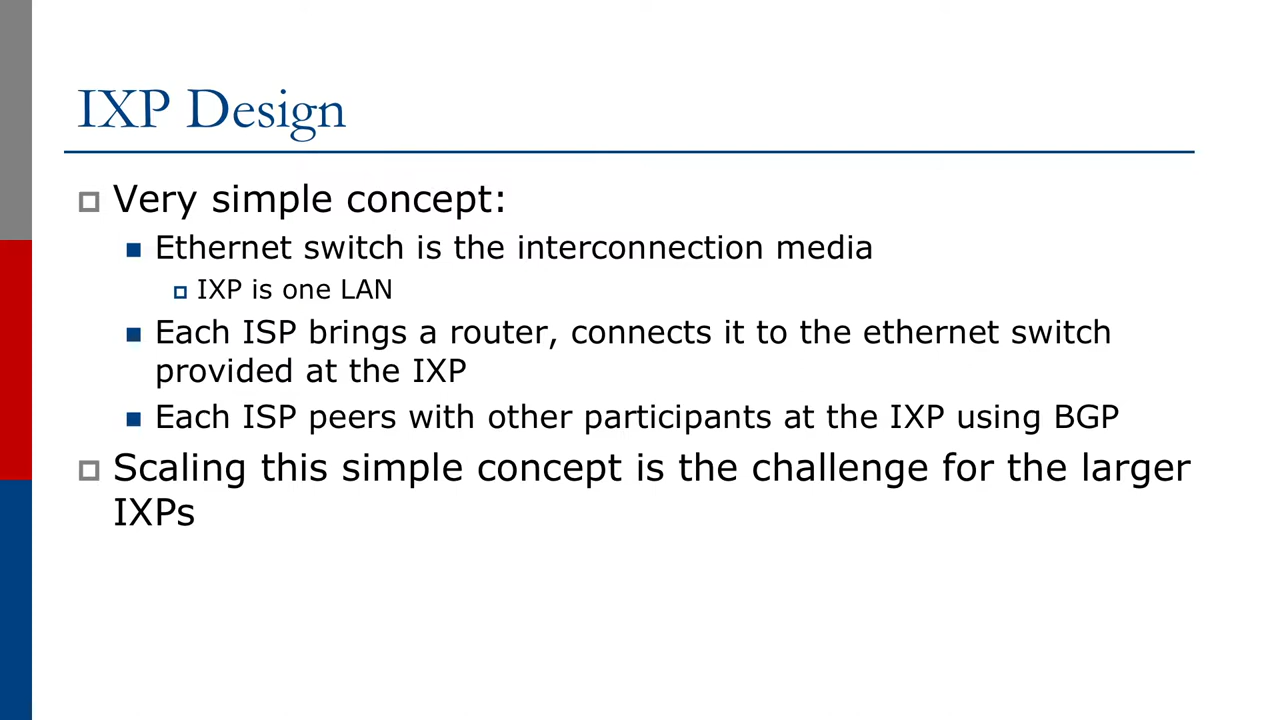 IXP Design
Very simple concept:
Ethernet switch is the interconnection media
IXP is one LAN
Each ISP brings a router, connects it to the ethernet switch
provided at the IXP
Each ISP peers with other participants at the IXP using BGP
Scaling this simple concept is the challenge for the larger
IXPs